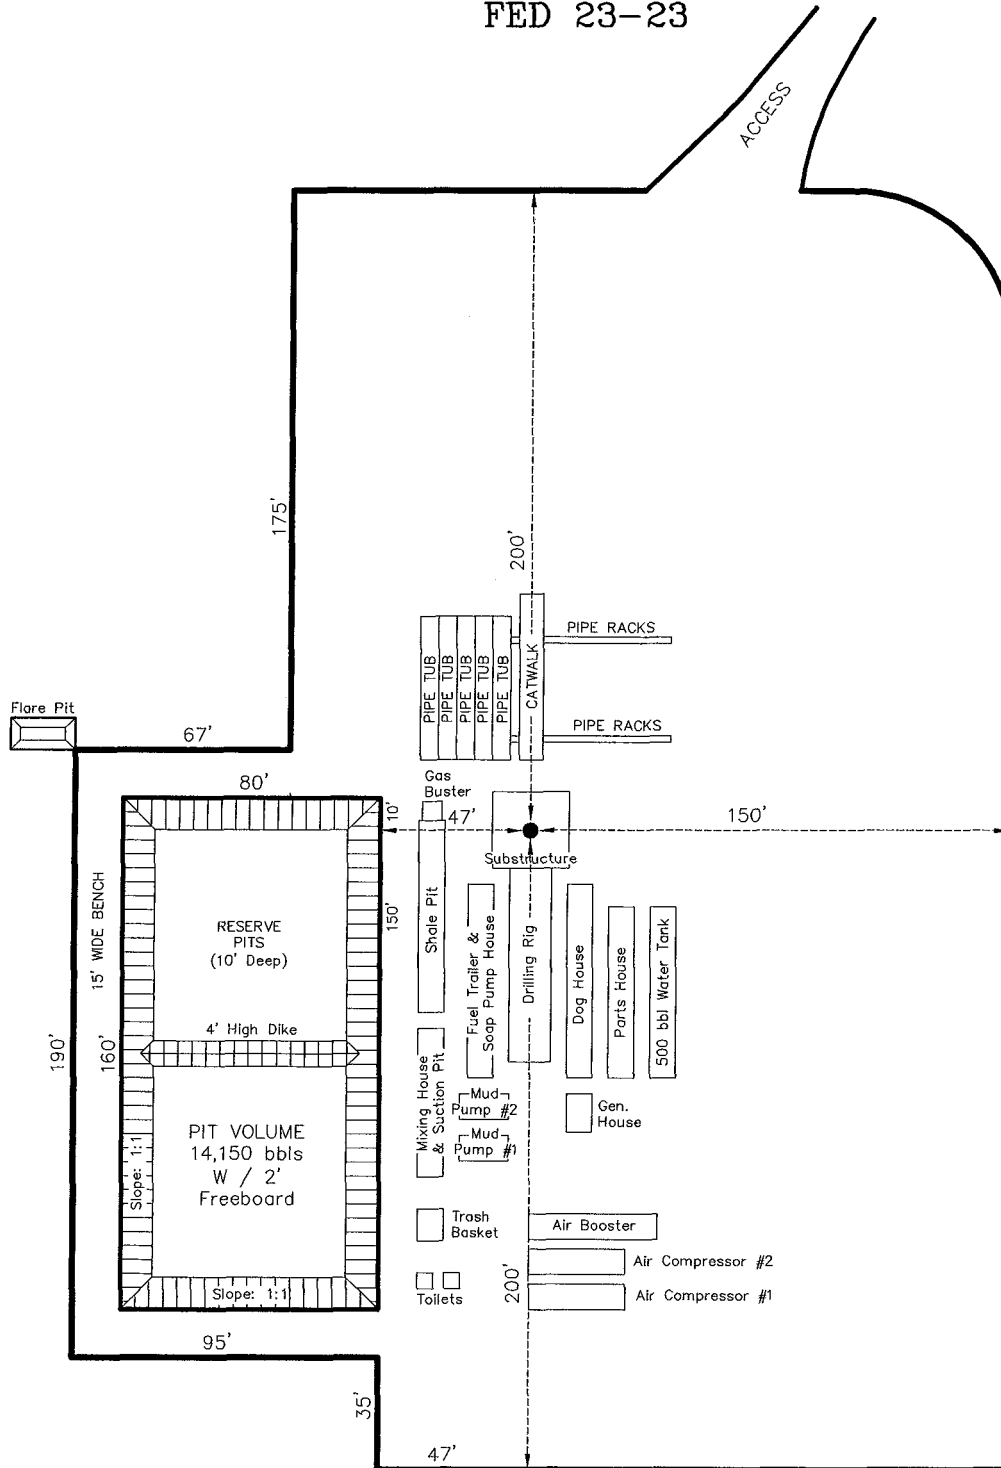 FED 23-23
ACCESS
175'
200'
PIPE RACKS
PIPE TUB
PIPE TUB
PIPE TUB
PIPE TUB
PIPE TUB
CATWALK
Flare Pit
67'
PIPE RACKS
80'
Gas
Buster
10'
47'
150'
Substructure
15' WIDE BENCH
RESERVE
PITS
(10' Deep)
150'
Shale Pit
Fuel Trailer &
Soap Pump House
Drilling Rig
Dog House
Parts House
500 bbl Water Tank
190'
160'
4' High Dike
Mixing House
& Suction Pit
Mud
Pump #2
Gen.
House
Mud
Pump #1
PIT VOLUME
14,150 bbls
W / 2'
Freeboard
Slope: 1:1
Trash
Basket
Air Booster
Air Compressor #2
Slope: 1:1
Toilets
200'
Air Compressor #1
95'
35'
47'